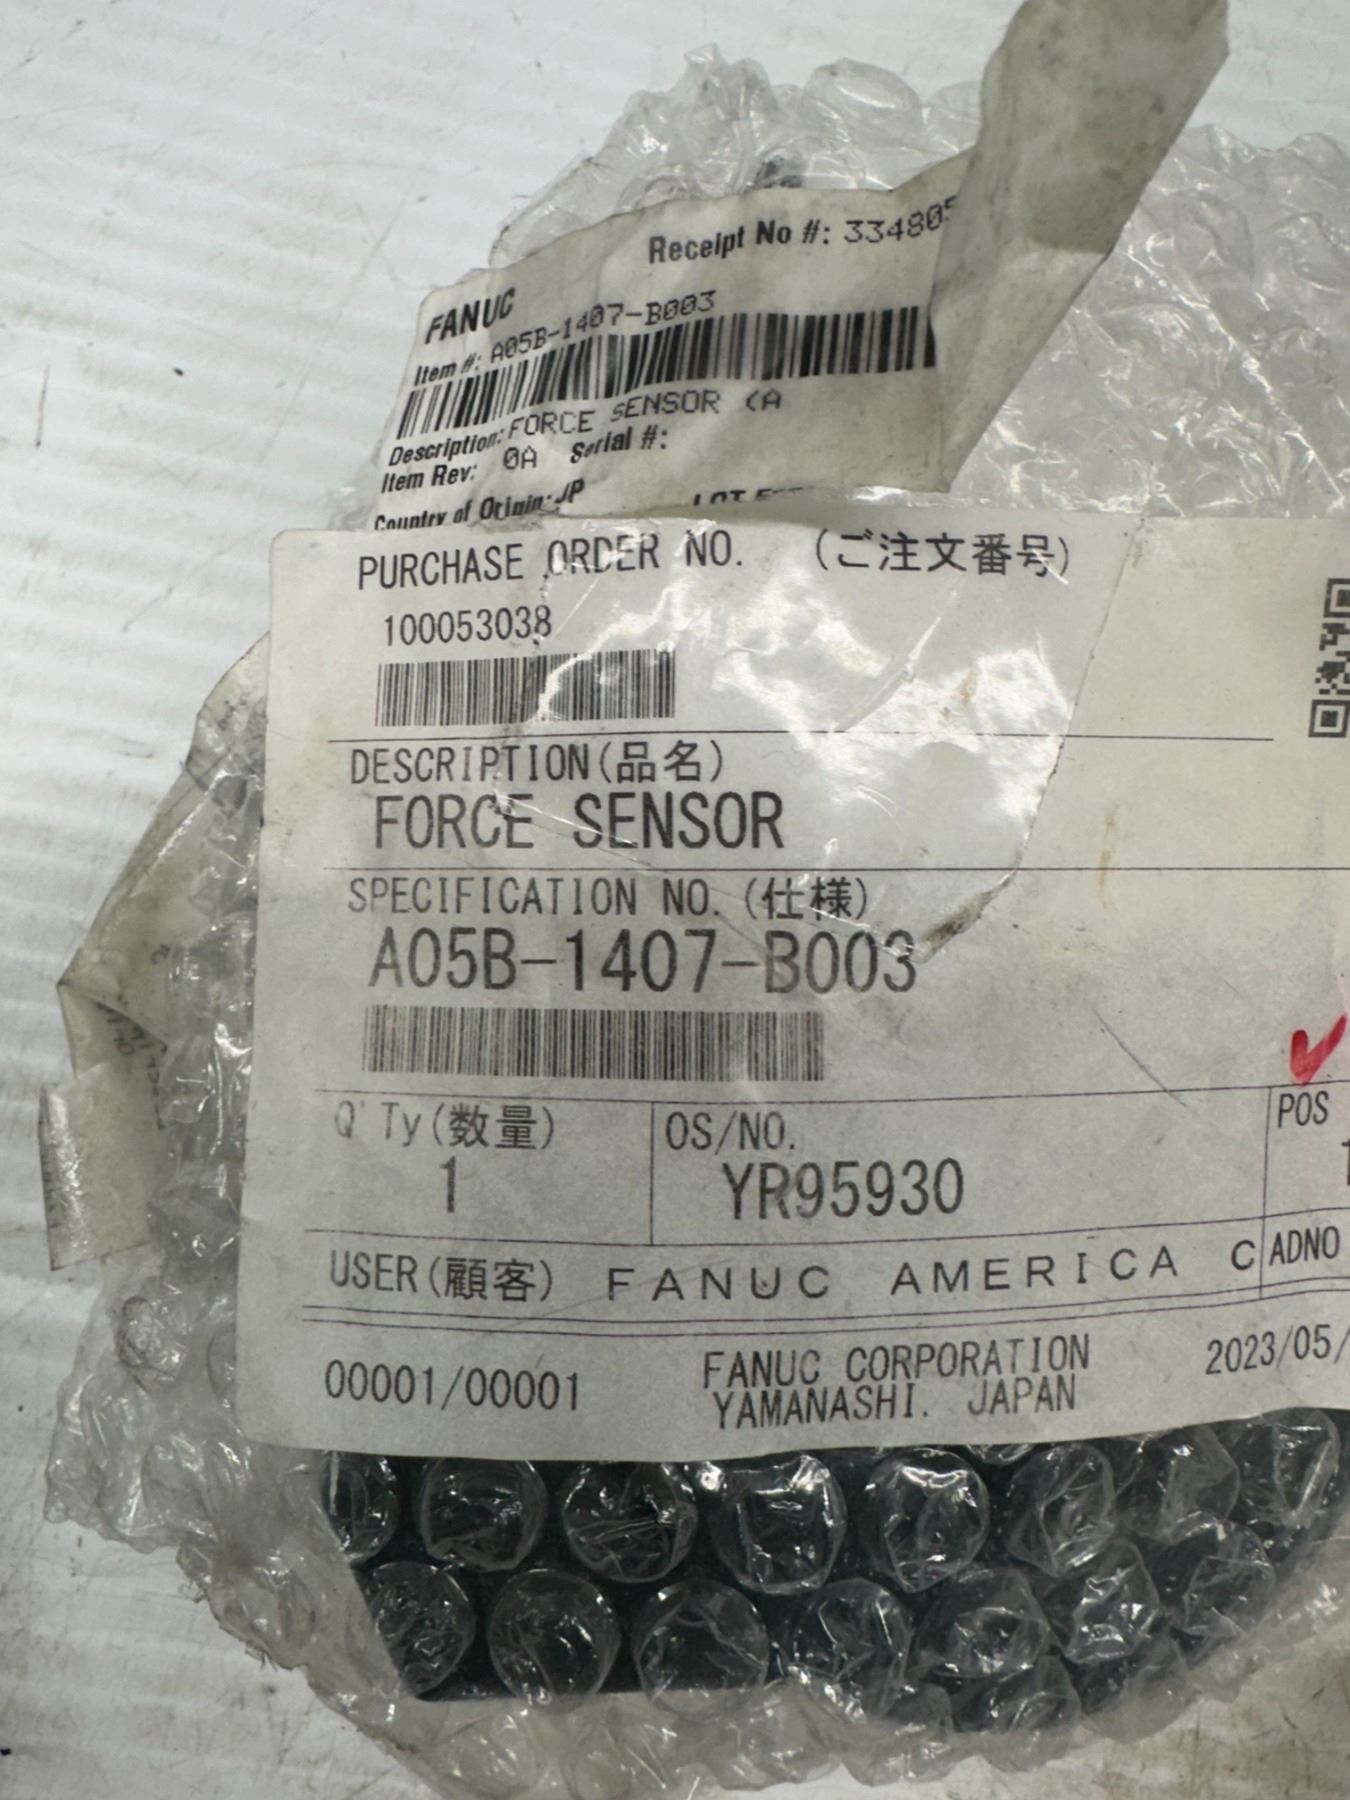 Receipt No #: 334805
FANUC
Item #: A05B-1407-B003
Description: FORCE SENSOR (A
Item Rev: 0A Serial #:
Country of Origin: JP
PURCHASE ORDER NO. (ご注文番号)
100053038
DESCRIPTION(品名)
FORCE SENSOR
SPECIFICATION NO.(仕様)
A05B-1407-B003
Q'Ty(数量) OS/NO. POS
1 YR95930
USER(顧客) FANUC AMERICA C ADNO
00001/00001 FANUC CORPORATION 2023/05/
YAMANASHI. JAPAN